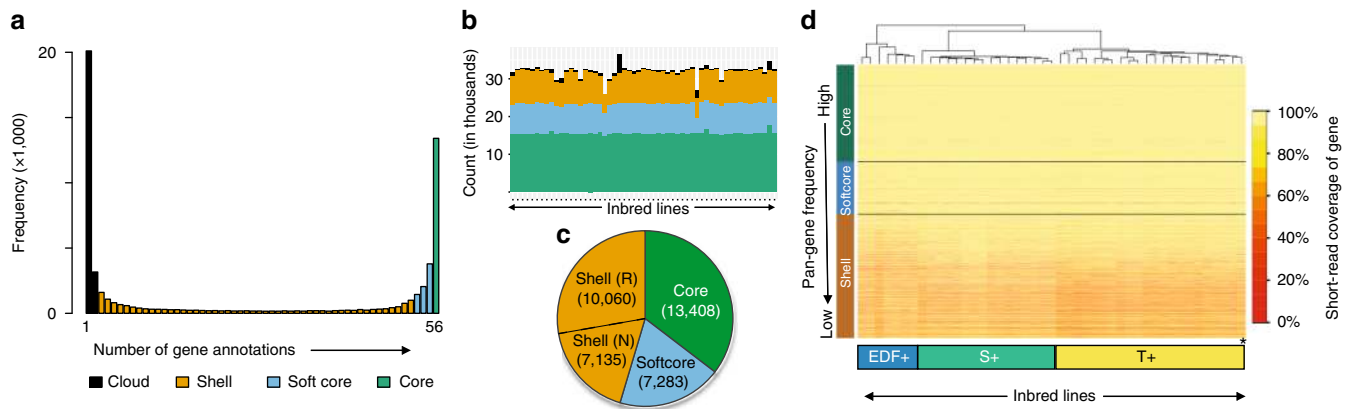 a
20
0
Frequency (×1,000)
1
56
Number of gene annotations
Cloud
Shell
Soft core
Core
b
Count (in thousands)
30
20
10
Inbred lines
c
Shell (R)
(10,060)
Core
(13,408)
Shell (N)
(7,135)
Softcore
(7,283)
d
Pan-gene frequency
High
Low
Core
Softcore
Shell
EDF+
S+
T+
*
Inbred lines
100%
80%
60%
40%
20%
0%
Short-read coverage of gene